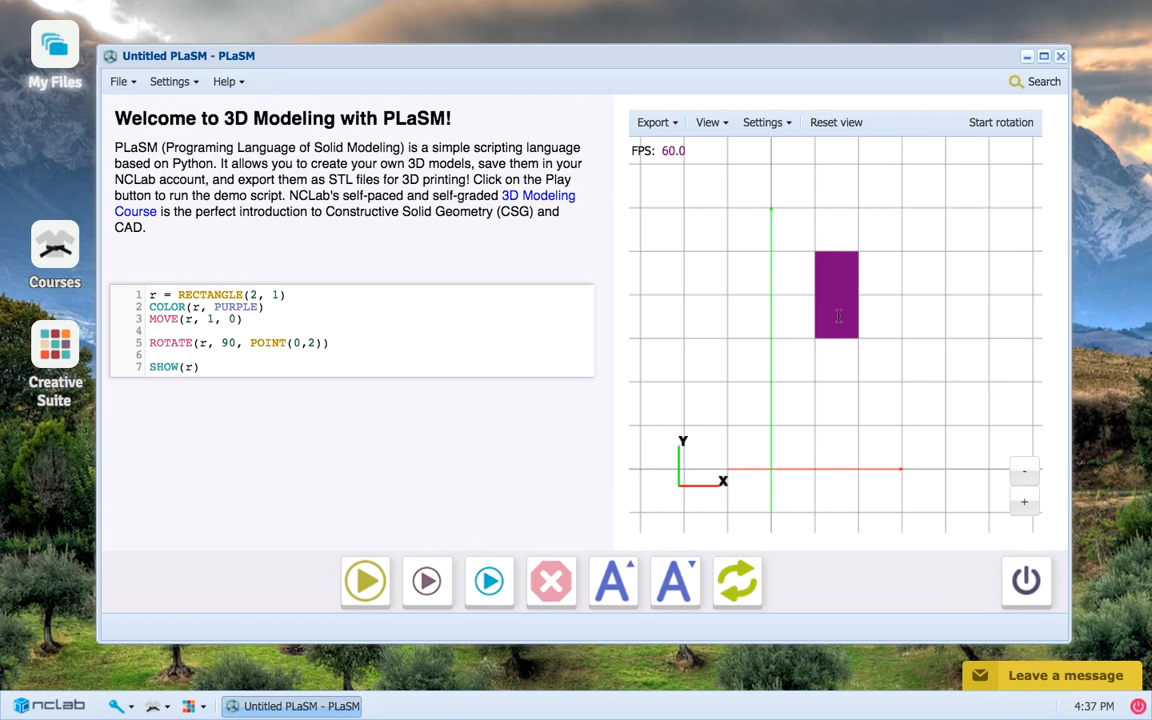 My Files
Courses
Creative
Suite
Untitled PLaSM - PLaSM
File
Settings
Help
Search
Welcome to 3D Modeling with PLaSM!
PLaSM (Programing Language of Solid Modeling) is a simple scripting language
based on Python. It allows you to create your own 3D models, save them in your
NCLab account, and export them as STL files for 3D printing! Click on the Play
button to run the demo script. NCLab's self-paced and self-graded 3D Modeling
Course is the perfect introduction to Constructive Solid Geometry (CSG) and
CAD.
1 r = RECTANGLE(2, 1)
2 COLOR(r, PURPLE)
3 MOVE(r, 1, 0)
4
5 ROTATE(r, 90, POINT(0,2))
6
7 SHOW(r)
Export
View
Settings
Reset view
Start rotation
FPS: 60.0
Y
X
-
+
A
A
Leave a message
nclab
Untitled PLaSM - PLaSM
4:37 PM